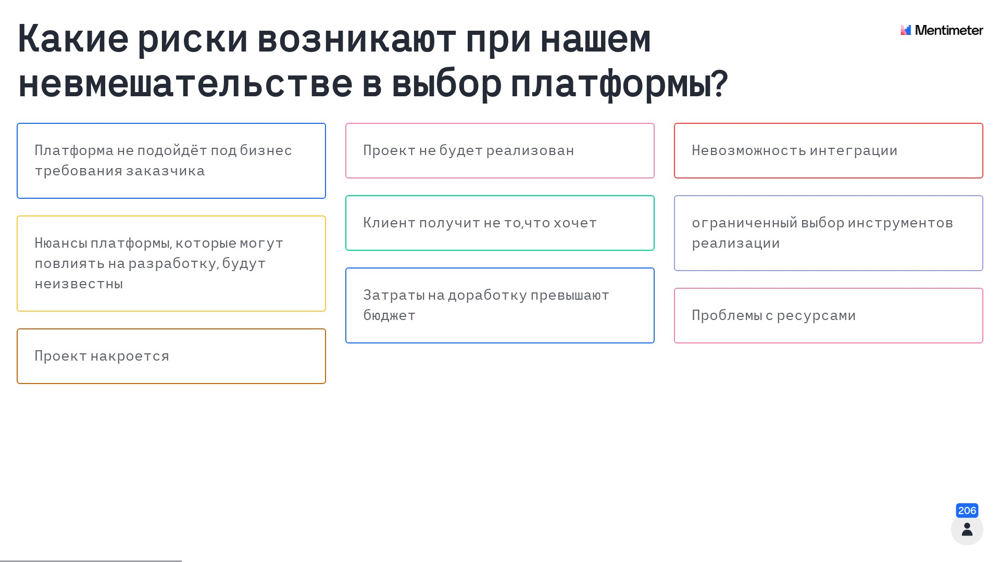 Какие риски возникают при нашем
невмешательстве в выбор платформы?
Mentimeter
Платформа не подойдёт под бизнес
требования заказчика
Нюансы платформы, которые могут
повлиять на разработку, будут
неизвестны
Проект накроется
Проект не будет реализован
Клиент получит не то,что хочет
Затраты на доработку превышают
бюджет
Невозможность интеграции
ограниченный выбор инструментов
реализации
Проблемы с ресурсами
206